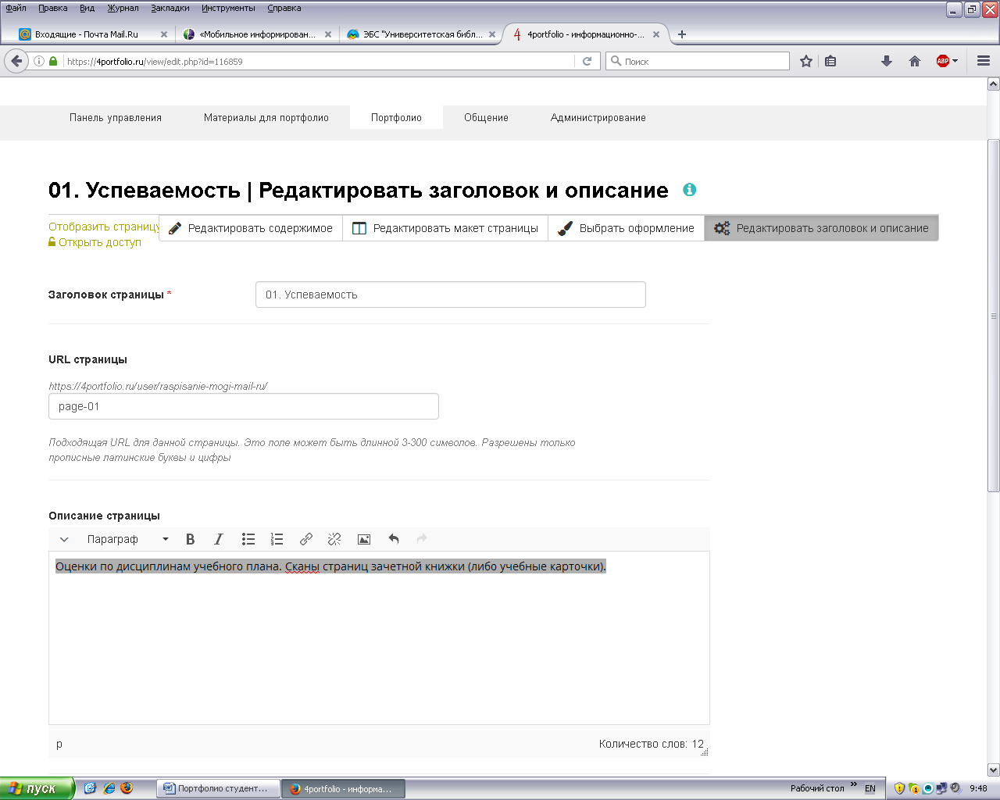 Файл Правка Вид Журнал Закладки Инструменты Справка
Входящие - Почта Mail.Ru «Мобильное информирован... ЭБС "Университетская библ... 4portfolio - информационно-...
https://4portfolio.ru/view/edit.php?id=116859 Поиск ABP
Панель управления Материалы для портфолио Портфолио Общение Администрирование
01. Успеваемость | Редактировать заголовок и описание
Отобразить страницу Редактировать содержимое Редактировать макет страницы Выбрать оформление Редактировать заголовок и описание
Открыть доступ
Заголовок страницы * 01. Успеваемость
URL страницы
https://4portfolio.ru/user/raspisanie-mogi-mail-ru/
page-01
Подходящая URL для данной страницы. Это поле может быть длинной 3-300 символов. Разрешены только
прописные латинские буквы и цифры
Описание страницы
Параграф B I
Оценки по дисциплинам учебного плана. Сканы страниц зачетной книжки (либо учебные карточки).
p Количество слов: 12
пуск Портфолио студент... 4portfolio - информа... Рабочий стол » EN 9:48